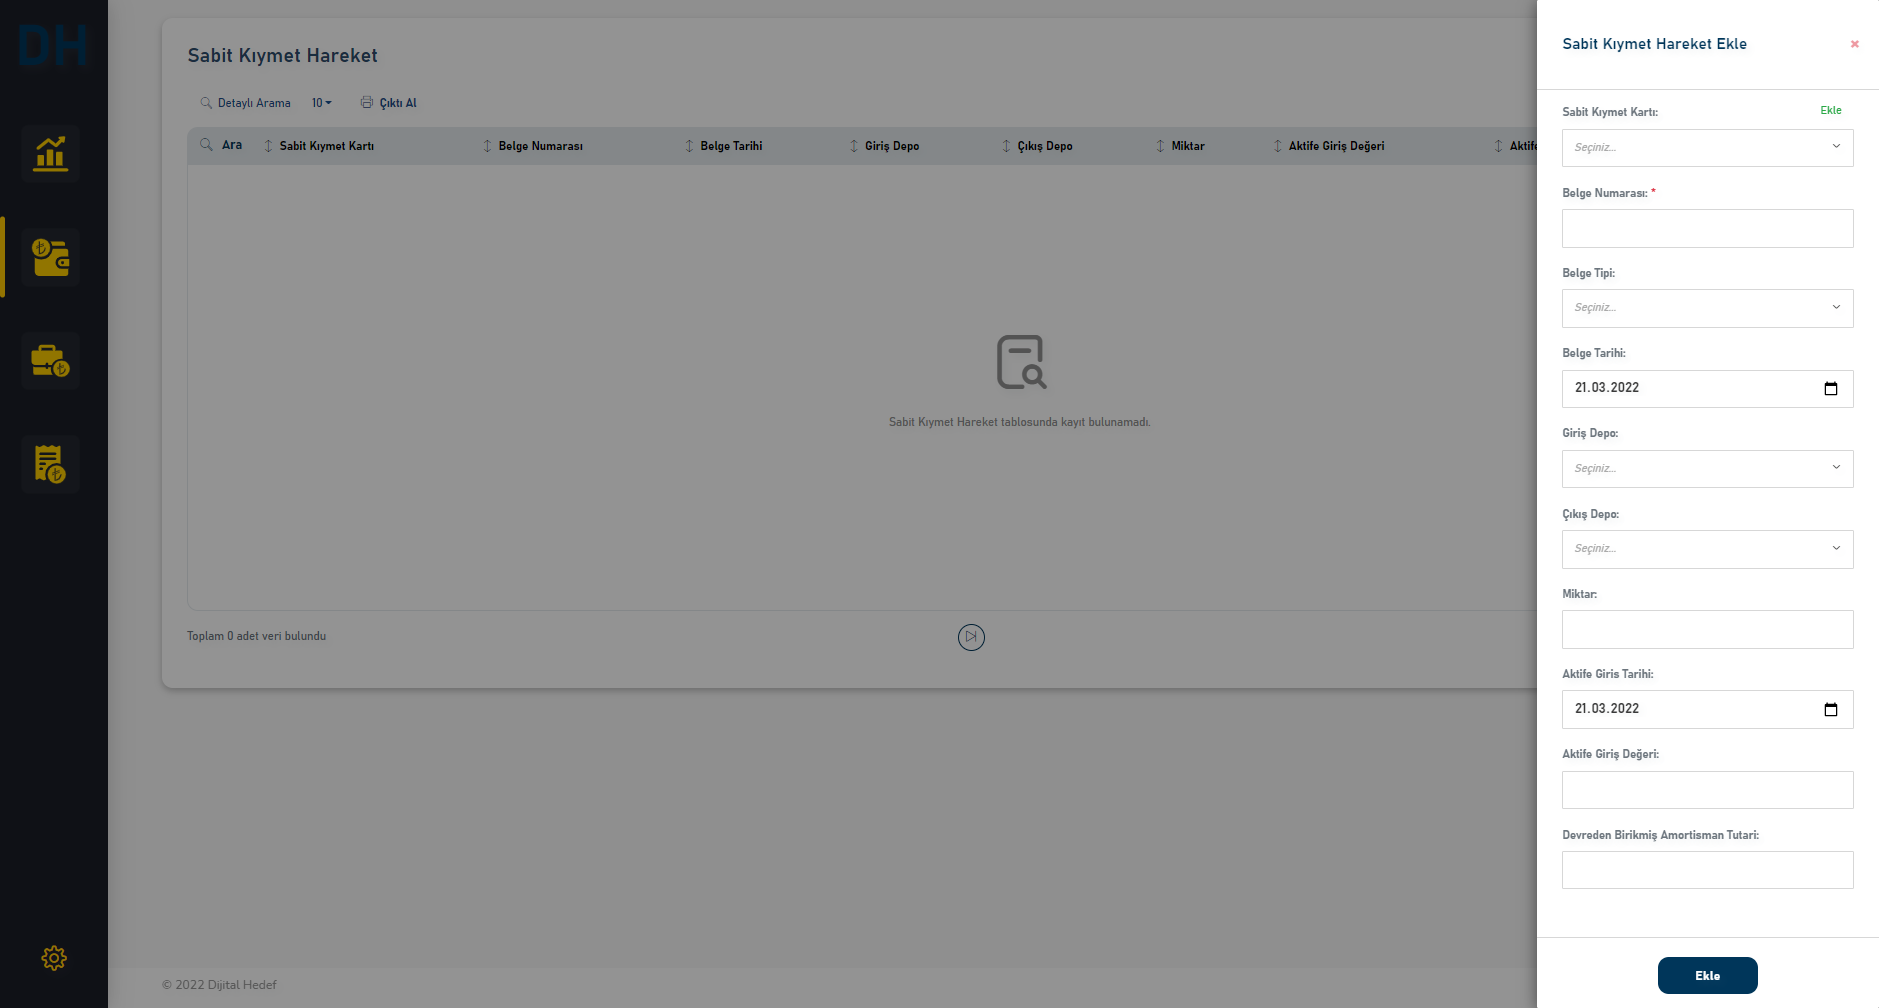 DH
Sabit Kıymet Hareket
Detaylı Arama 10 Çıktı Al
Ara Sabit Kıymet Kartı Belge Numarası Belge Tarihi Giriş Depo Çıkış Depo Miktar Aktife Giriş Değeri Aktife
Sabit Kıymet Hareket tablosunda kayıt bulunamadı.
Toplam 0 adet veri bulundu
© 2022 Dijital Hedef
Sabit Kıymet Hareket Ekle
Sabit Kıymet Kartı: Ekle
Seçiniz...
Belge Numarası: *
Belge Tipi:
Seçiniz...
Belge Tarihi:
21.03.2022
Giriş Depo:
Seçiniz...
Çıkış Depo:
Seçiniz...
Miktar:
Aktife Giris Tarihi:
21.03.2022
Aktife Giriş Değeri:
Devreden Birikmiş Amortisman Tutari:
Ekle